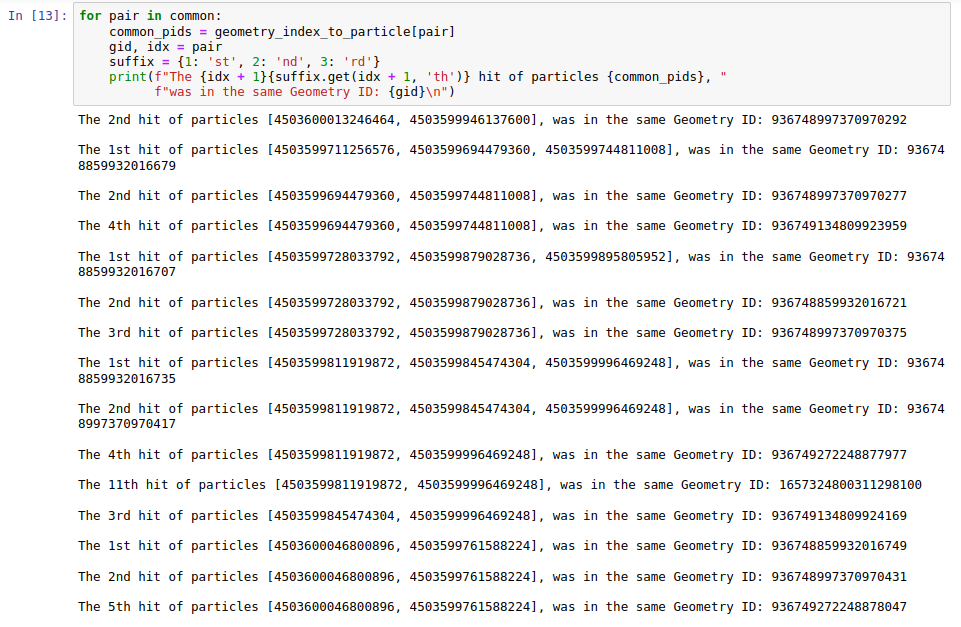 In [13]: for pair in common:
    common_pids = geometry_index_to_particle[pair]
    gid, idx = pair
    suffix = {1: 'st', 2: 'nd', 3: 'rd'}
    print(f"The {idx + 1}{suffix.get(idx + 1, 'th')} hit of particles {common_pids}, "
          f"was in the same Geometry ID: {gid}\n")
The 2nd hit of particles [4503600013246464, 4503599946137600], was in the same Geometry ID: 936748997370970292
The 1st hit of particles [4503599711256576, 4503599694479360, 4503599744811008], was in the same Geometry ID: 93674
8859932016679
The 2nd hit of particles [4503599694479360, 4503599744811008], was in the same Geometry ID: 936748997370970277
The 4th hit of particles [4503599694479360, 4503599744811008], was in the same Geometry ID: 936749134809923959
The 1st hit of particles [4503599728033792, 4503599879028736, 4503599895805952], was in the same Geometry ID: 93674
8859932016707
The 2nd hit of particles [4503599728033792, 4503599879028736], was in the same Geometry ID: 936748859932016721
The 3rd hit of particles [4503599728033792, 4503599879028736], was in the same Geometry ID: 936748997370970375
The 1st hit of particles [4503599811919872, 4503599845474304, 4503599996469248], was in the same Geometry ID: 93674
8859932016735
The 2nd hit of particles [4503599811919872, 4503599845474304, 4503599996469248], was in the same Geometry ID: 93674
8997370970417
The 4th hit of particles [4503599811919872, 4503599996469248], was in the same Geometry ID: 936749272248877977
The 11th hit of particles [4503599811919872, 4503599996469248], was in the same Geometry ID: 1657324800311298100
The 3rd hit of particles [4503599845474304, 4503599996469248], was in the same Geometry ID: 936749134809924169
The 1st hit of particles [4503600046800896, 4503599761588224], was in the same Geometry ID: 936748859932016749
The 2nd hit of particles [4503600046800896, 4503599761588224], was in the same Geometry ID: 936748997370970431
The 5th hit of particles [4503600046800896, 4503599761588224], was in the same Geometry ID: 936749272248878047